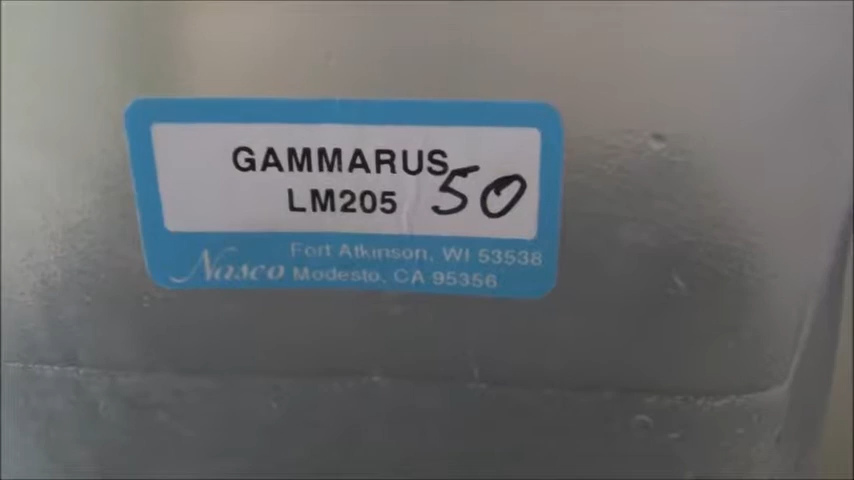 GAMMARUS
LM205 50
Nasco Fort Atkinson, WI 53538
Modesto, CA 95356